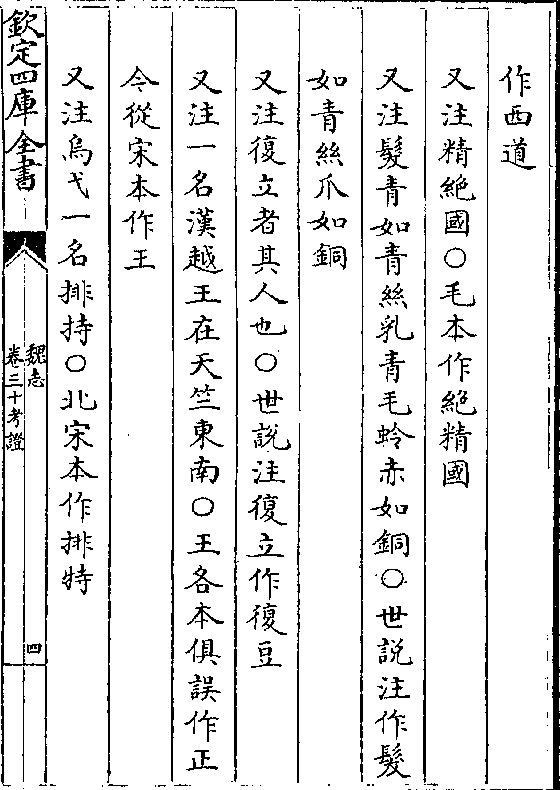 作西道
又注精絶國○毛本作絶精國
又注髮青如青絲乳青毛蛉赤如銅○世說注作髮
如青絲爪如銅
又注復立者其人也○世說注復立作復豆
又注一名漢越王在天竺東南○王各本俱誤作正
今從宋本作王
又注烏弋一名排持○北宋本作排特
欽定四庫全書
魏志
卷三十考證
四